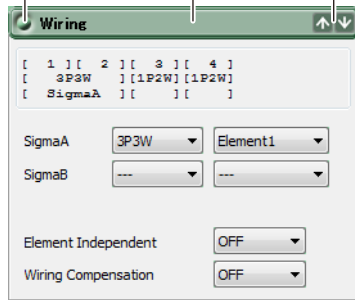 Wiring
[ 1 ][ 2 ][ 3 ][ 4 ]
[ 3P3W ][1P2W][1P2W]
[ SigmaA ][ ][ ]
SigmaA 3P3W Element1
SigmaB --- ---
Element Independent OFF
Wiring Compensation OFF